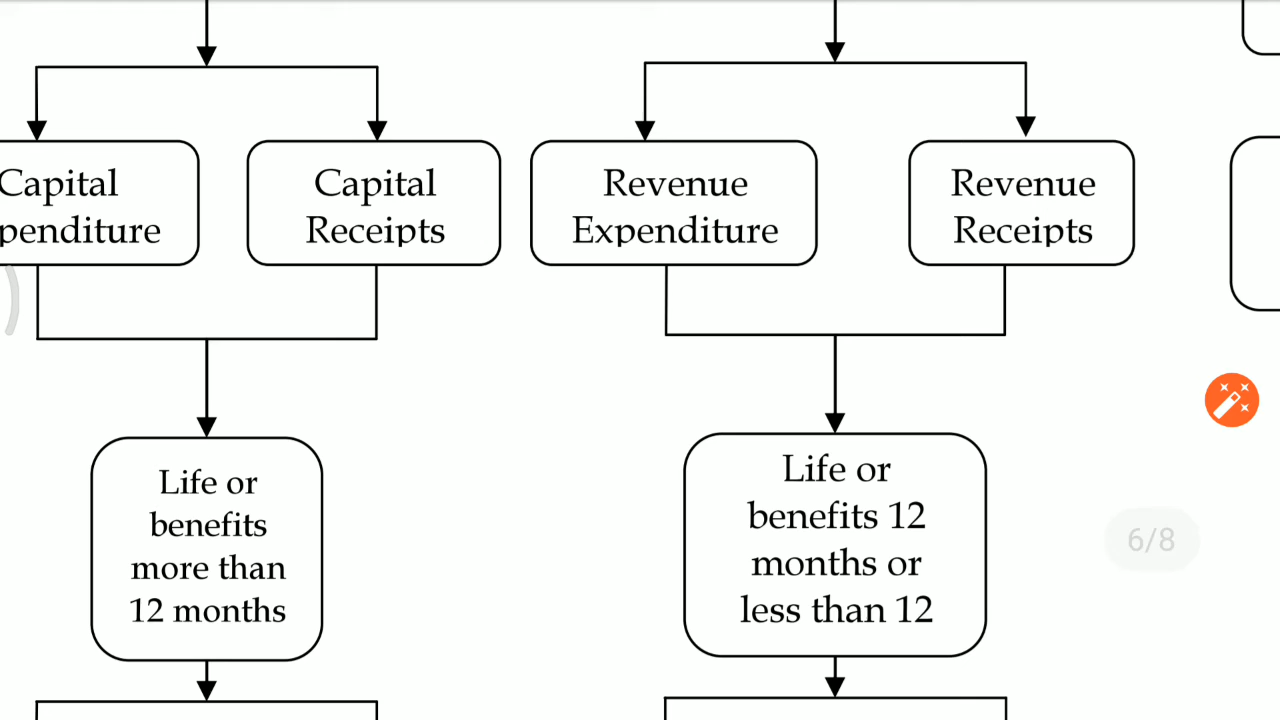 Capital
penditure
Capital
Receipts
Revenue
Expenditure
Revenue
Receipts
Life or
benefits
more than
12 months
Life or
benefits 12
months or
less than 12
6/8